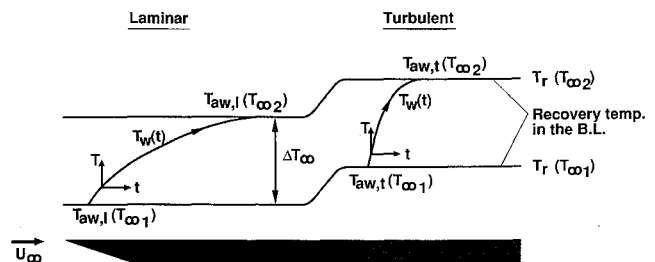 Laminar
Turbulent
Taw,t(T∞2)
Tr (T∞2)
Taw,l(T∞2)
Tw(t)
Tw(t)
Recovery temp.
in the B.L.
T
t
ΔT∞
T
t
Tr (T∞1)
Taw,t(T∞1)
Taw,l(T∞1)
U∞